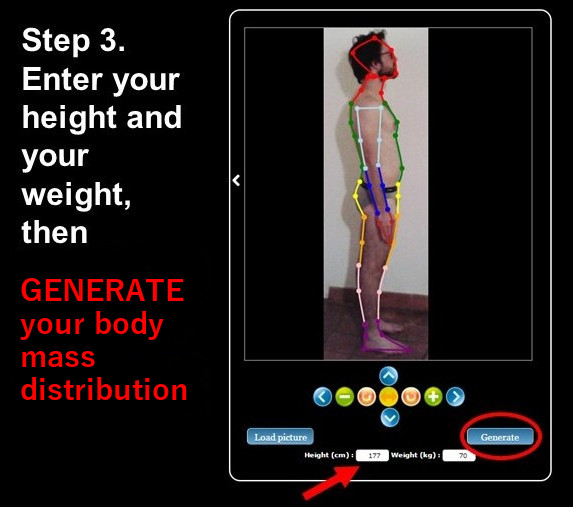 Step 3.
Enter your
height and
your
weight,
then
GENERATE
your body
mass
distribution
Load picture
Generate
Height (cm) : 177 Weight (kg) : 70